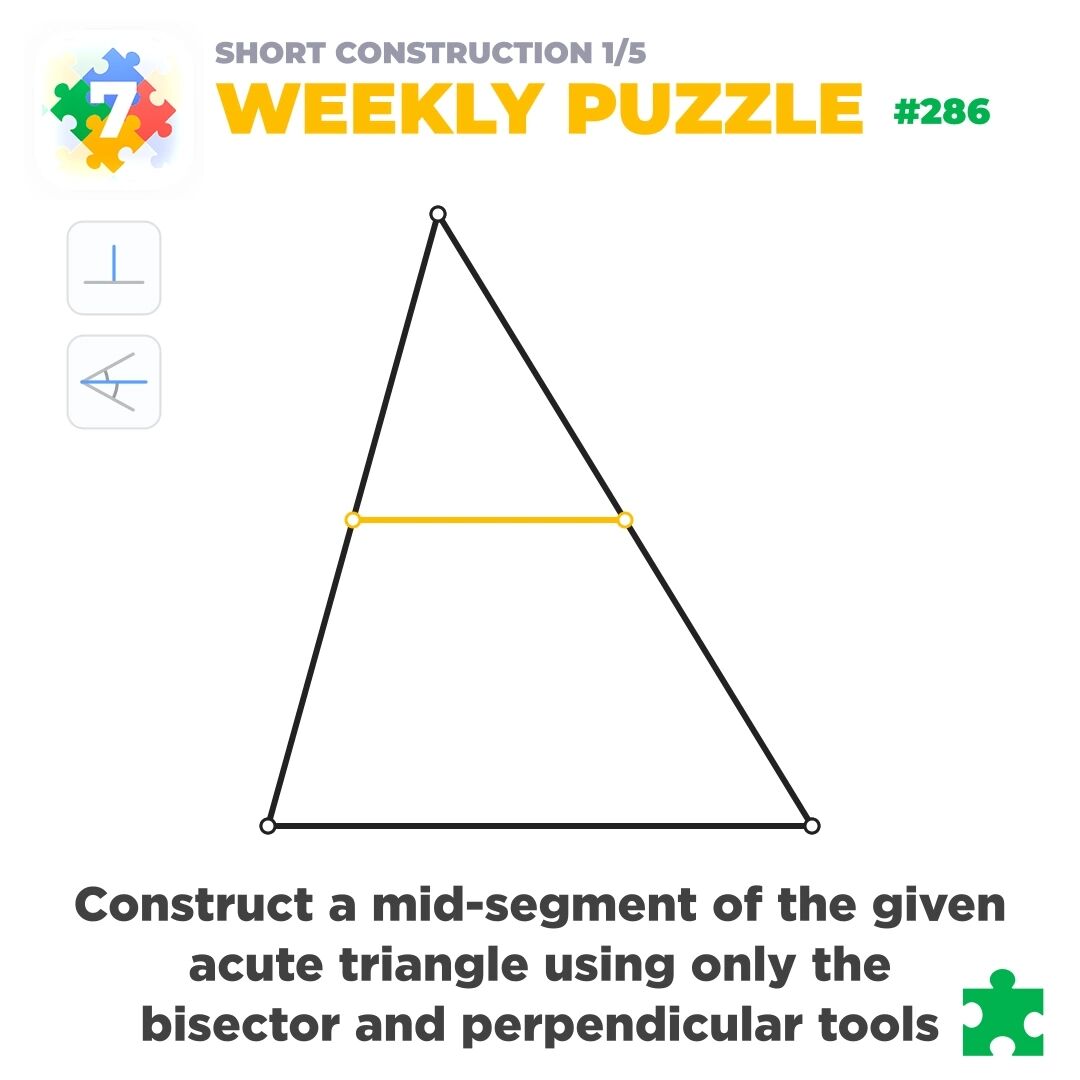 7
SHORT CONSTRUCTION 1/5
WEEKLY PUZZLE #286
Construct a mid-segment of the given
acute triangle using only the
bisector and perpendicular tools